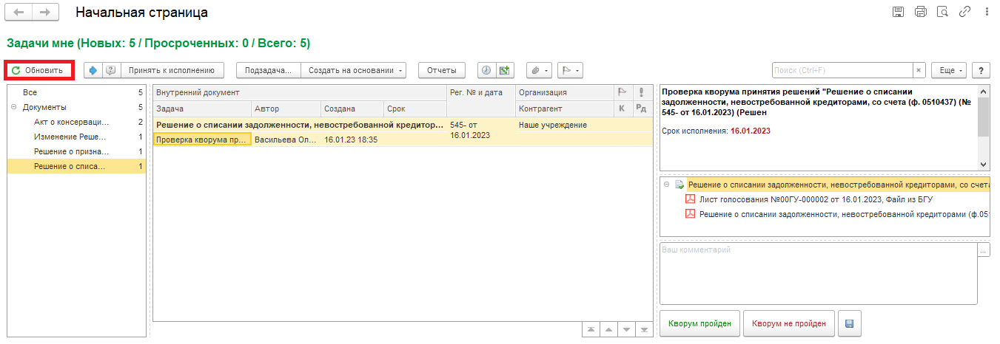 Начальная страница
Задачи мне (Новых: 5 / Просроченных: 0 / Всего: 5)
Обновить
Принять к исполнению
Подзадача...
Создать на основании
Отчеты
Поиск (Ctrl+F)
×
Еще
?
Все 5
Документы 5
Акт о консерваци... 2
Изменение Реше... 1
Решение о призна... 1
Решение о списа... 1
Внутренний документ Рег. № и дата Организация
Задача Автор Создана Срок Контрагент К Рд
Решение о списании задолженности, невостребованной кредитор... 545- от 16.01.2023 Наше учреждение
Проверка кворума пр... Васильева Ол... 16.01.23 18:35
Проверка кворума принятия решений "Решение о списании
задолженности, невостребованной кредиторами, со счета (ф. 0510437) (№
545- от 16.01.2023) (Решен
Срок исполнения: 16.01.2023
Решение о списании задолженности, невостребованной кредиторами, со счета
Лист голосования №00ГУ-000002 от 16.01.2023, Файл из БГУ
Решение о списании задолженности, невостребованной кредиторами (ф.051
Ваш комментарий
...
Кворум пройден
Кворум не пройден